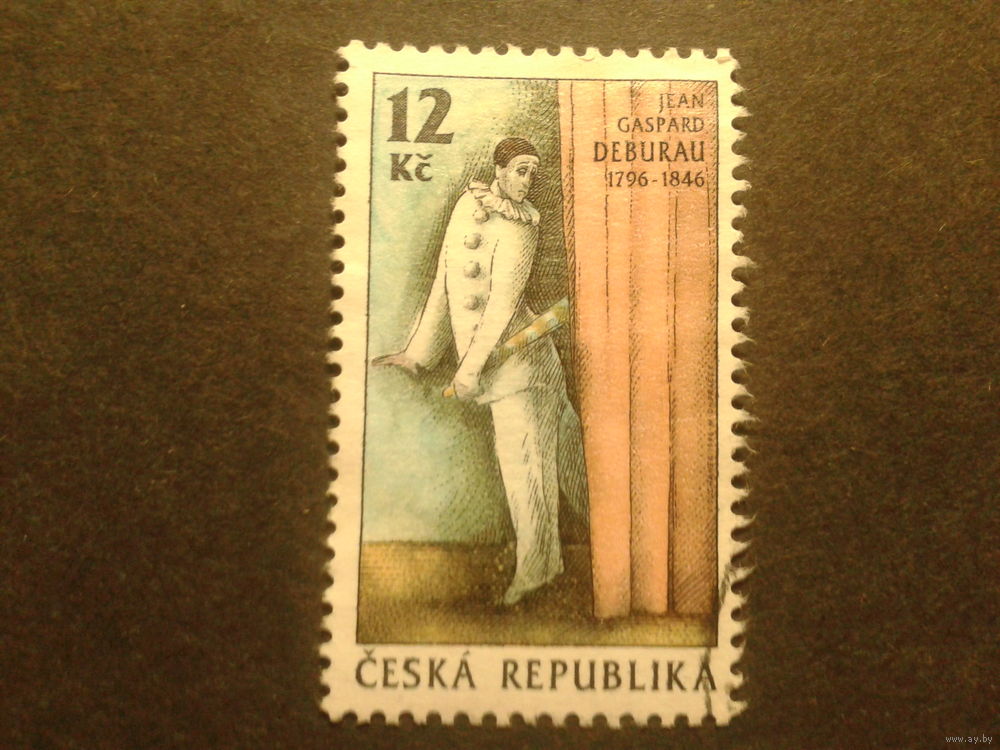 12
Kč
JEAN
GASPARD
DEBURAU
1796-1846
ČESKÁ REPUBLIKA
www.ay.by